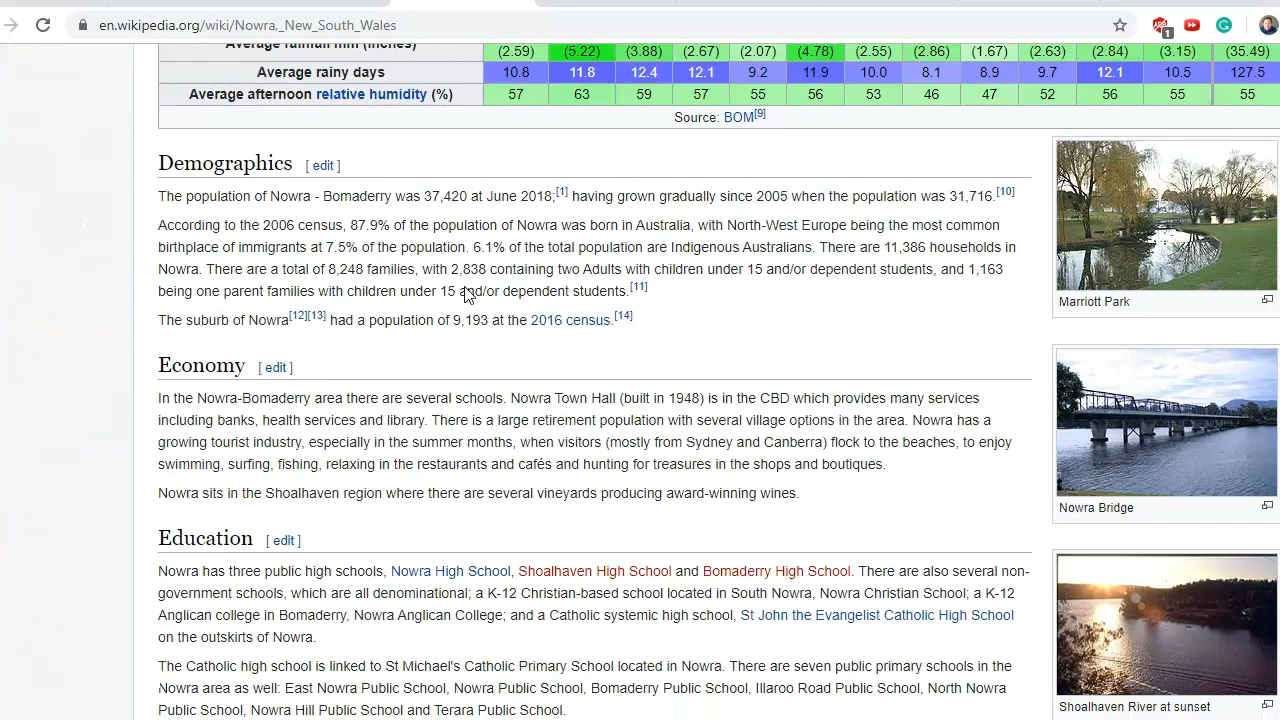 en.wikipedia.org/wiki/Nowra,_New_South_Wales
1
Average rainfall mm (inches) (2.59) (5.22) (3.88) (2.67) (2.07) (4.78) (2.55) (2.86) (1.67) (2.63) (2.84) (3.15) (35.49)
Average rainy days 10.8 11.8 12.4 12.1 9.2 11.9 10.0 8.1 8.9 9.7 12.1 10.5 127.5
Average afternoon relative humidity (%) 57 63 59 57 55 56 53 46 47 52 56 55 55
Source: BOM[9]
Demographics [ edit ]
The population of Nowra - Bomaderry was 37,420 at June 2018;[1] having grown gradually since 2005 when the population was 31,716.[10]
According to the 2006 census, 87.9% of the population of Nowra was born in Australia, with North-West Europe being the most common
birthplace of immigrants at 7.5% of the population. 6.1% of the total population are Indigenous Australians. There are 11,386 households in
Nowra. There are a total of 8,248 families, with 2,838 containing two Adults with children under 15 and/or dependent students, and 1,163
being one parent families with children under 15 and/or dependent students.[11]
The suburb of Nowra[12][13] had a population of 9,193 at the 2016 census.[14]
Economy [ edit ]
In the Nowra-Bomaderry area there are several schools. Nowra Town Hall (built in 1948) is in the CBD which provides many services
including banks, health services and library. There is a large retirement population with several village options in the area. Nowra has a
growing tourist industry, especially in the summer months, when visitors (mostly from Sydney and Canberra) flock to the beaches, to enjoy
swimming, surfing, fishing, relaxing in the restaurants and cafés and hunting for treasures in the shops and boutiques.
Nowra sits in the Shoalhaven region where there are several vineyards producing award-winning wines.
Education [ edit ]
Nowra has three public high schools, Nowra High School, Shoalhaven High School and Bomaderry High School. There are also several non-
government schools, which are all denominational; a K-12 Christian-based school located in South Nowra, Nowra Christian School; a K-12
Anglican college in Bomaderry, Nowra Anglican College; and a Catholic systemic high school, St John the Evangelist Catholic High School
on the outskirts of Nowra.
The Catholic high school is linked to St Michael's Catholic Primary School located in Nowra. There are seven public primary schools in the
Nowra area as well: East Nowra Public School, Nowra Public School, Bomaderry Public School, Illaroo Road Public School, North Nowra
Public School, Nowra Hill Public School and Terara Public School.
Marriott Park
Nowra Bridge
Shoalhaven River at sunset